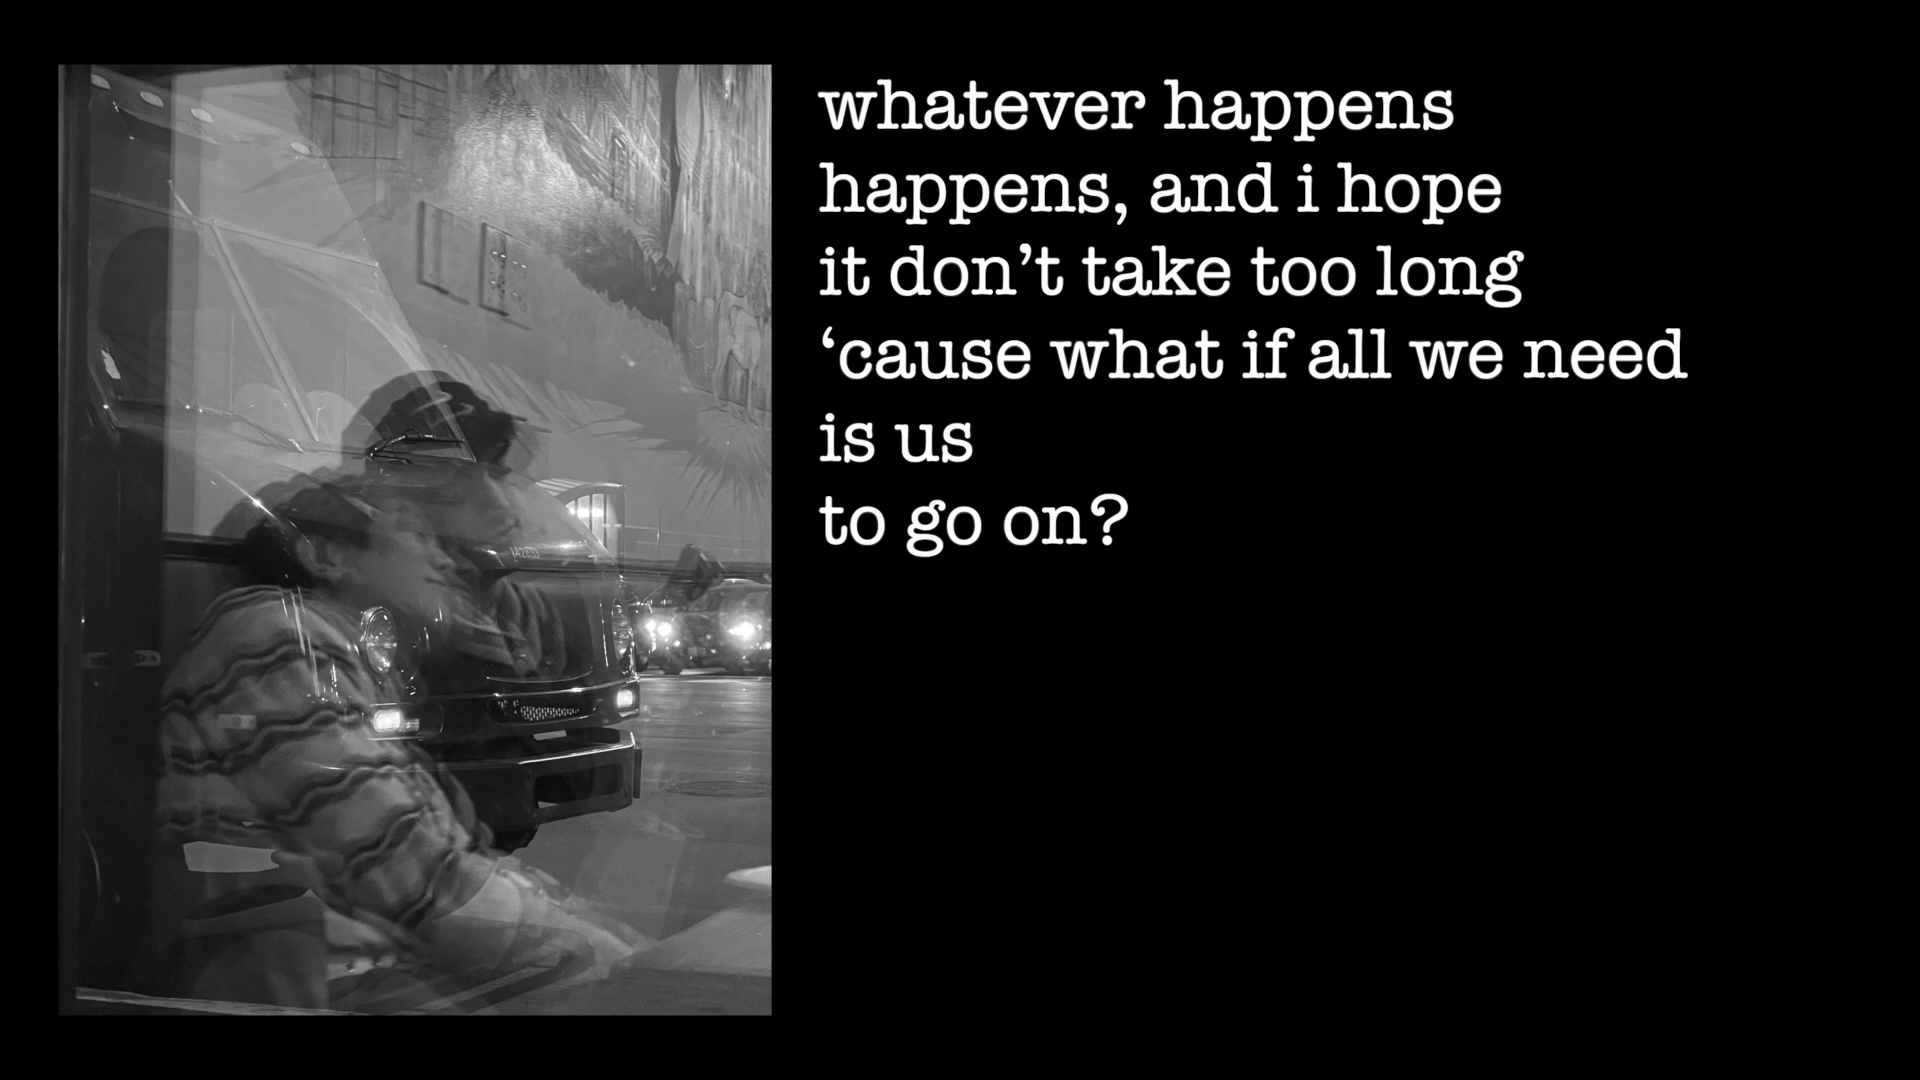 whatever happens
happens, and i hope
it don’t take too long
‘cause what if all we need
is us
to go on?